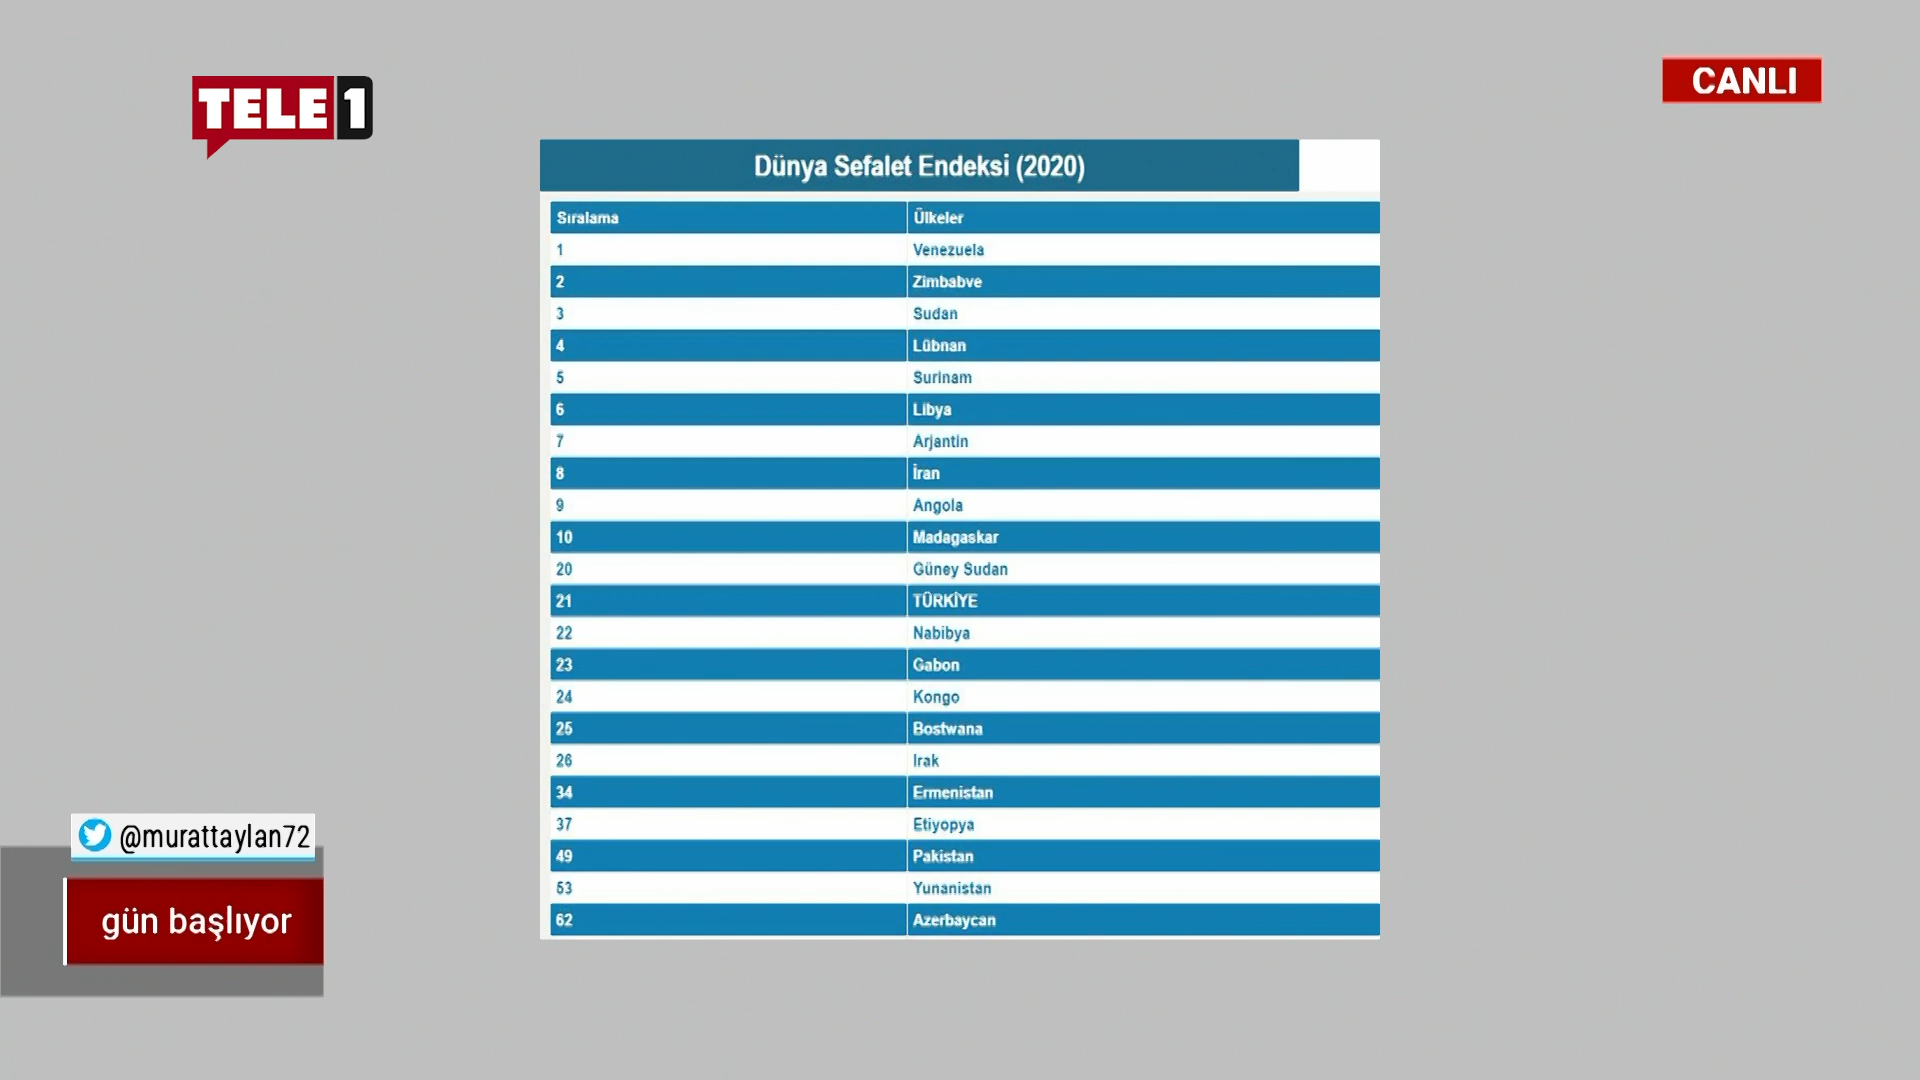 TELE1
CANLI
Dünya Sefalet Endeksi (2020)
Sıralama Ülkeler
1 Venezuela
2 Zimbabve
3 Sudan
4 Lübnan
5 Surinam
6 Libya
7 Arjantin
8 İran
9 Angola
10 Madagaskar
20 Güney Sudan
21 TÜRKİYE
22 Nabibya
23 Gabon
24 Kongo
25 Bostwana
26 Irak
34 Ermenistan
37 Etiyopya
49 Pakistan
53 Yunanistan
62 Azerbaycan
@murattaylan72
gün başlıyor